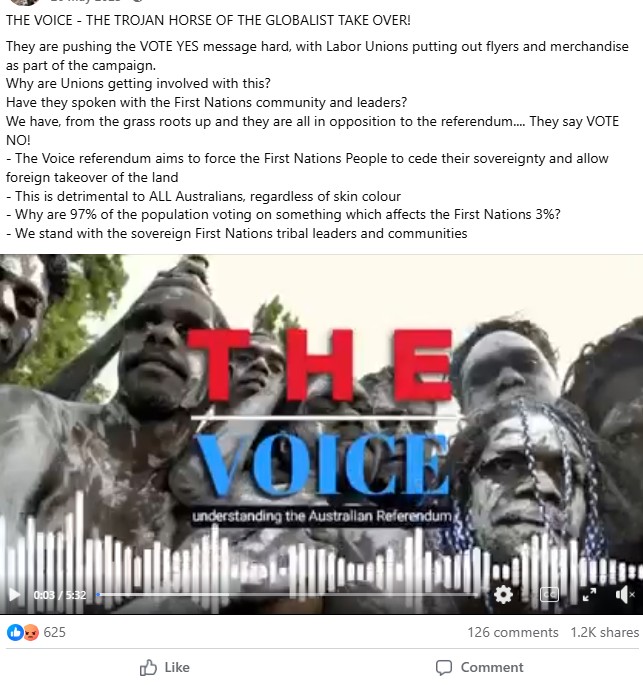 THE VOICE - THE TROJAN HORSE OF THE GLOBALIST TAKE OVER!
They are pushing the VOTE YES message hard, with Labor Unions putting out flyers and merchandise
as part of the campaign.
Why are Unions getting involved with this?
Have they spoken with the First Nations community and leaders?
We have, from the grass roots up and they are all in opposition to the referendum.... They say VOTE
NO!
- The Voice referendum aims to force the First Nations People to cede their sovereignty and allow
foreign takeover of the land
- This is detrimental to ALL Australians, regardless of skin colour
- Why are 97% of the population voting on something which affects the First Nations 3%?
- We stand with the sovereign First Nations tribal leaders and communities
THE
VOICE
understanding the Australian Referendum
0:03 / 5:32
CC
625
126 comments 1.2K shares
Like
Comment